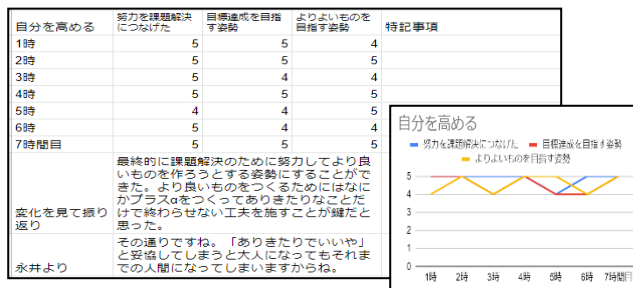 自分を高める 努力を課題解決につなげた 目標達成を目指す姿勢 よりよいものを目指す姿勢 特記事項
1時 5 5 4
2時 5 5 5
3時 5 4 4
4時 5 5 5
5時 4 4 5
6時 5 4 4
7時間目 5 5 5
変化を見て振り返り
最終的に課題解決のために努力してより良
いものを作ろうとする姿勢にすることがで
きた。より良いものをつくるためにはなに
かプラスαをつくってありきたりなことだ
けで終わらせない工夫を施すことが鍵だと
思った。
永井より
その通りですね。「ありきたりでいいや」
と妥協してしまうと大人になってもそれま
での人間になってしまいますからね。
自分を高める
努力を課題解決につなげた 目標達成を目指す姿勢
よりよいものを目指す姿勢
5
4
3
2
1
0
1時 2時 3時 4時 5時 6時 7時間目